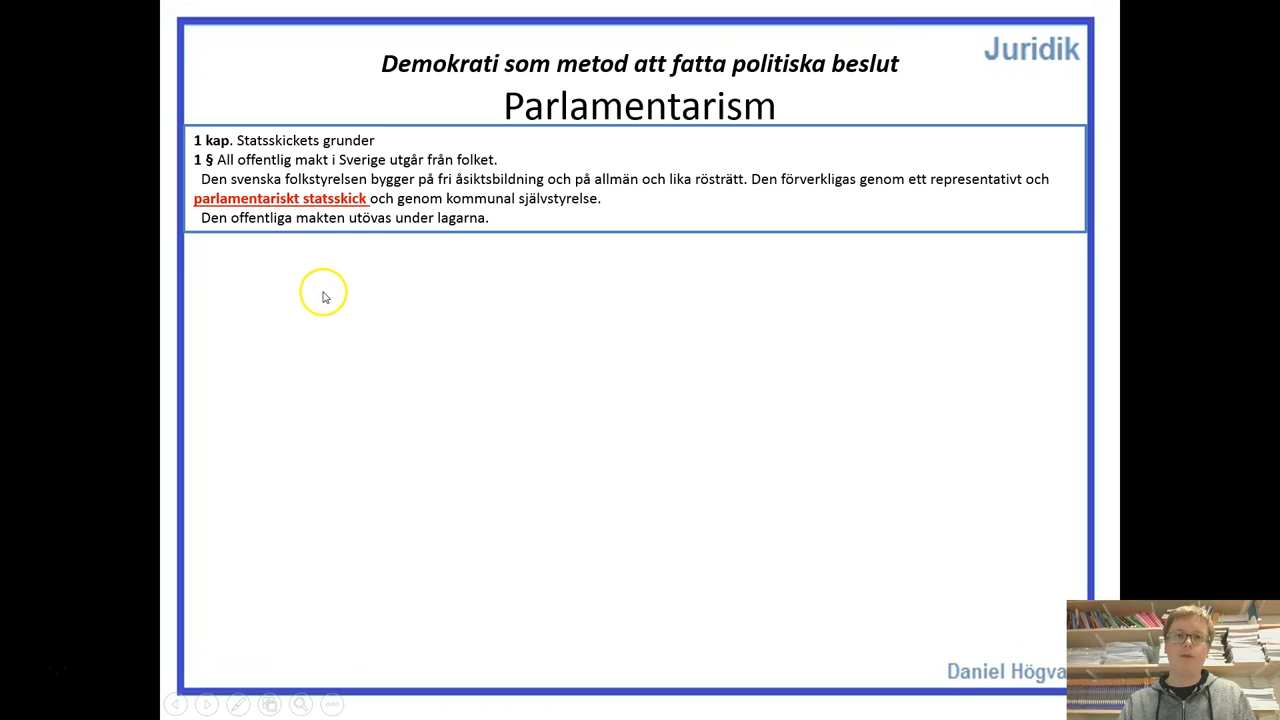 Juridik
Demokrati som metod att fatta politiska beslut
Parlamentarism
1 kap. Statsskickets grunder
1 § All offentlig makt i Sverige utgår från folket.
Den svenska folkstyrelsen bygger på fri åsiktsbildning och på allmän och lika rösträtt. Den förverkligas genom ett representativt och
parlamentariskt statsskick och genom kommunal självstyrelse.
Den offentliga makten utövas under lagarna.
Daniel Högva